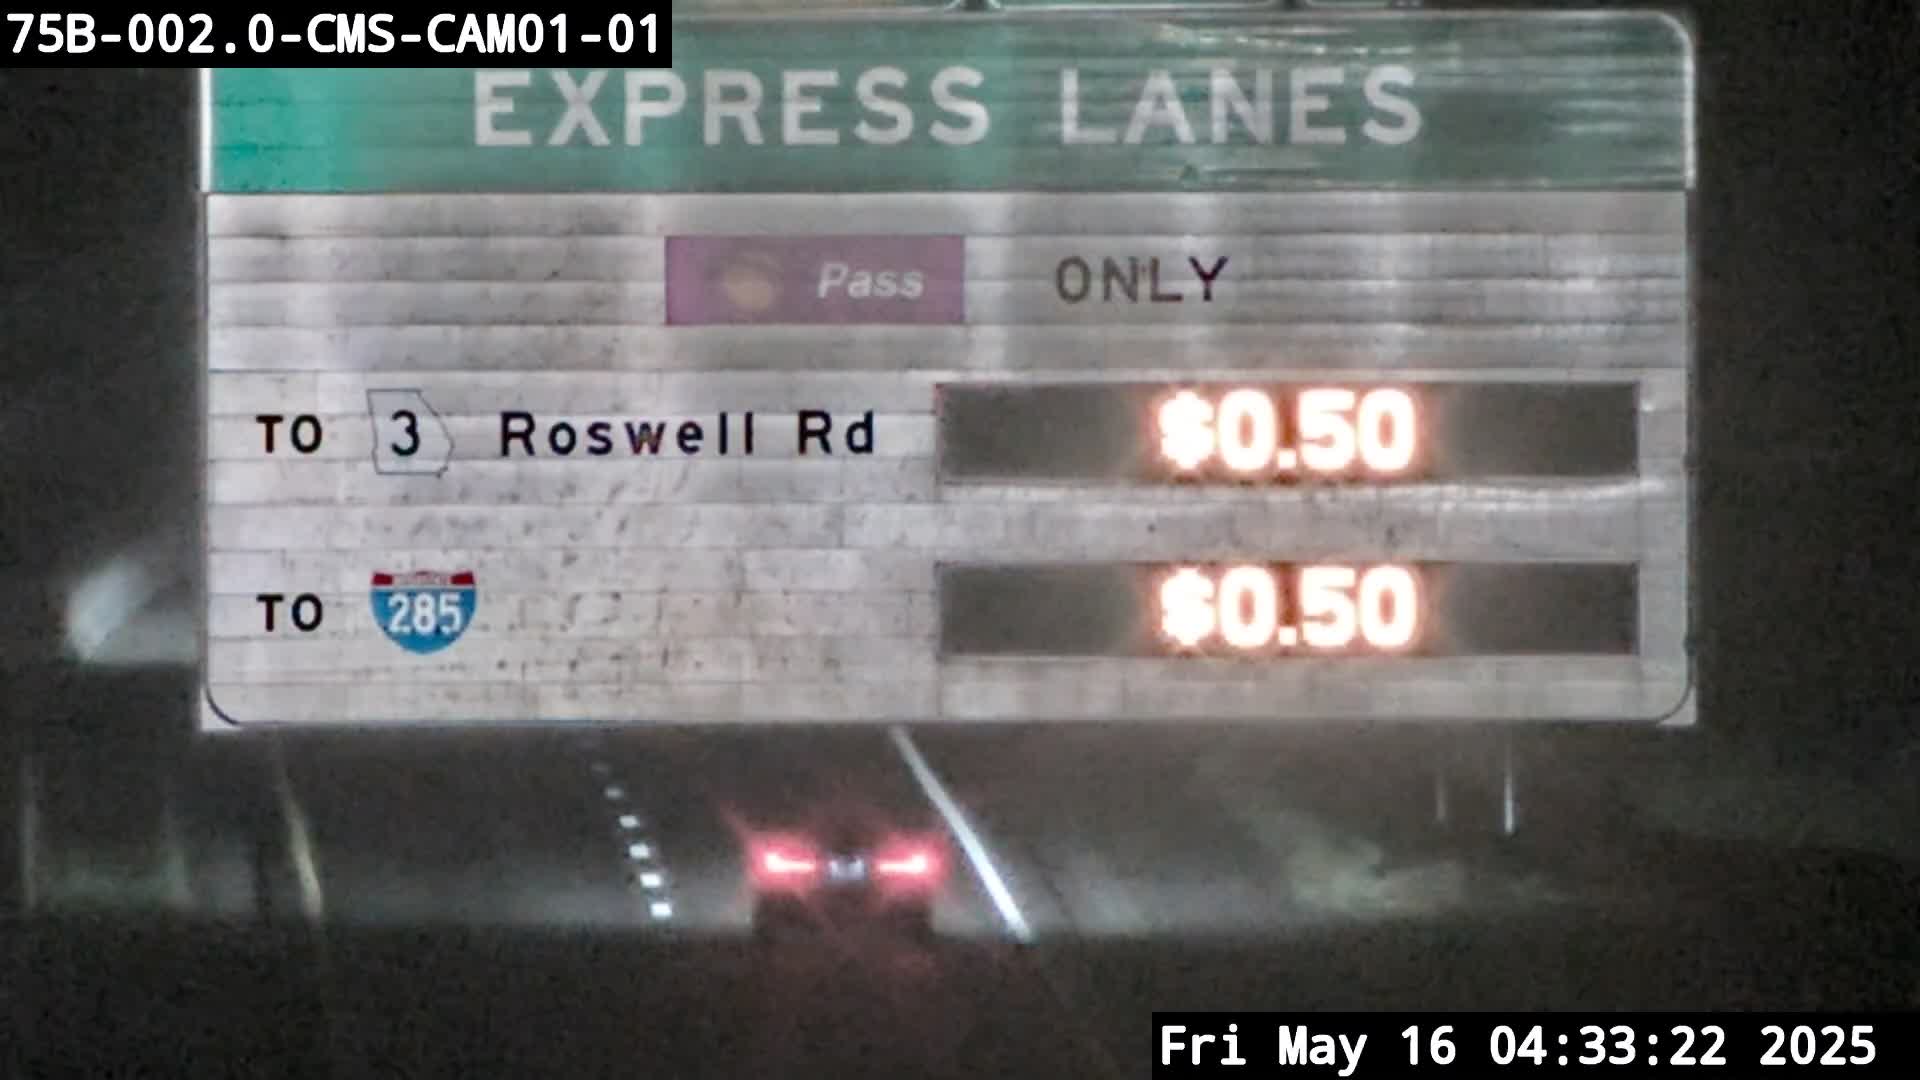 75B-002.0-CMS-CAM01-01
EXPRESS LANES
Pass ONLY
TO 3 Roswell Rd $0.50
TO 285 $0.50
Fri May 16 04:33:22 2025